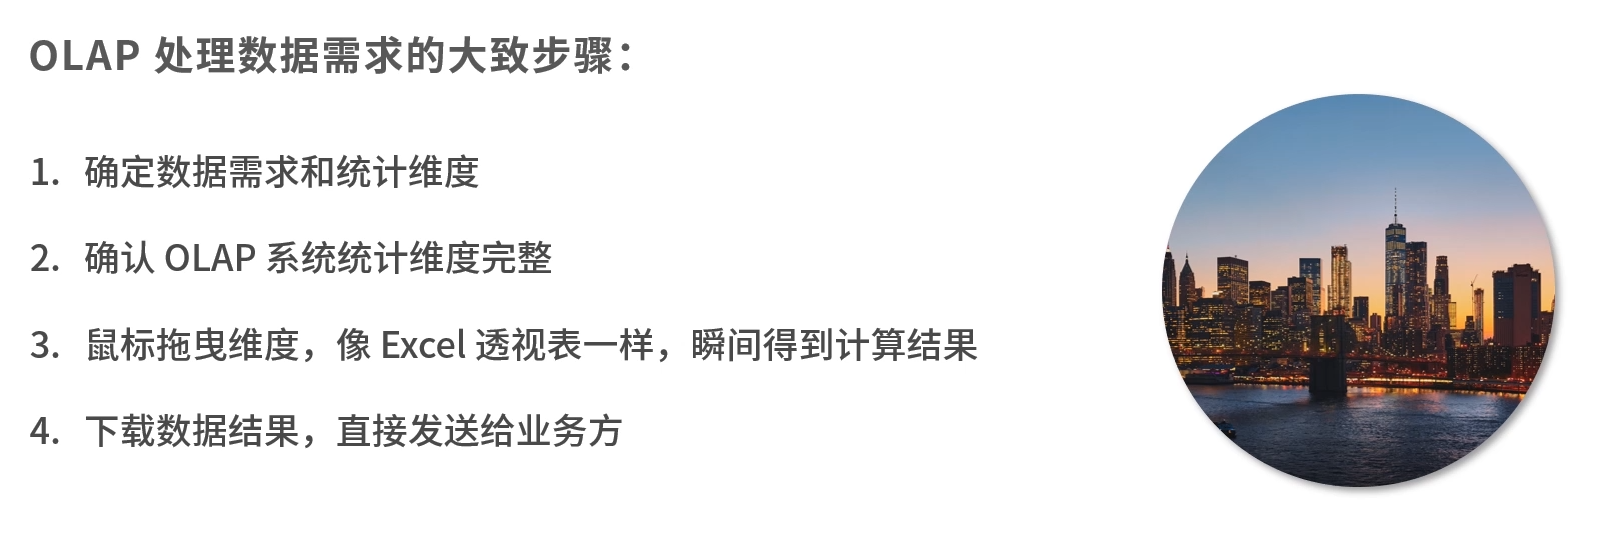 OLAP 处理数据需求的大致步骤：
1. 确定数据需求和统计维度
2. 确认 OLAP 系统统计维度完整
3. 鼠标拖曳维度，像 Excel 透视表一样，瞬间得到计算结果
4. 下载数据结果，直接发送给业务方